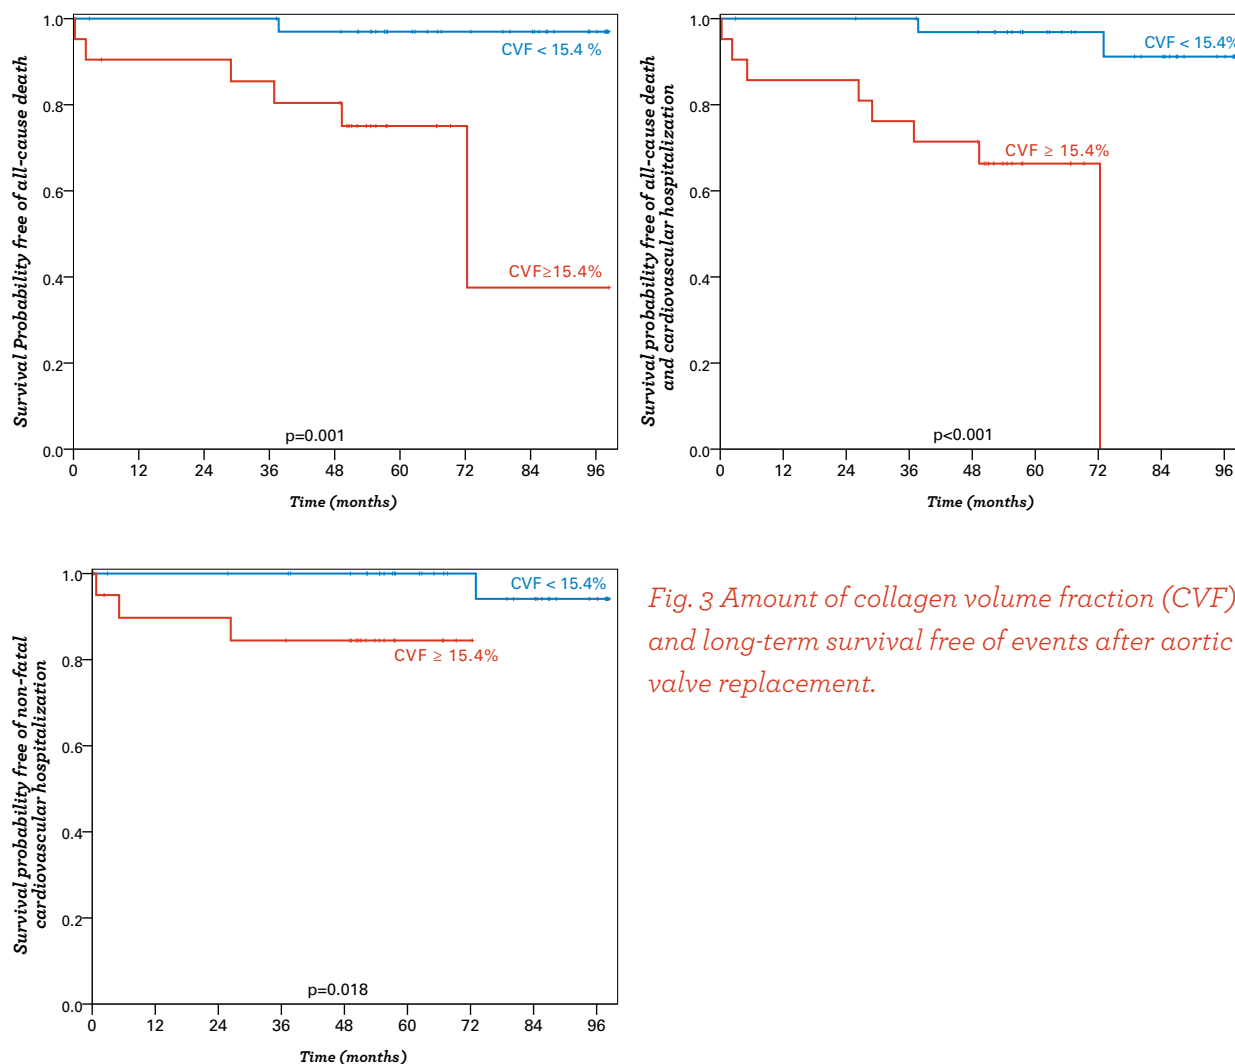 Survival Probability free of all-cause death
1.0
0.8
0.6
0.4
0.2
0.0
CVF < 15.4 %
CVF≥15.4%
p=0.001
0 12 24 36 48 60 72 84 96
Time (months)
Survival probability free of all-cause death
and cardiovascular hospitalization
1.0
0.8
0.6
0.4
0.2
0.0
CVF < 15.4%
CVF ≥ 15.4%
p<0.001
0 12 24 36 48 60 72 84 96
Time (months)
Survival probability free of non-fatal
cardiovascular hospitalization
1.0
0.8
0.6
0.4
0.2
0.0
CVF < 15.4%
CVF ≥ 15.4%
p=0.018
0 12 24 36 48 60 72 84 96
Time (months)
Fig. 3 Amount of collagen volume fraction (CVF)
and long-term survival free of events after aortic
valve replacement.